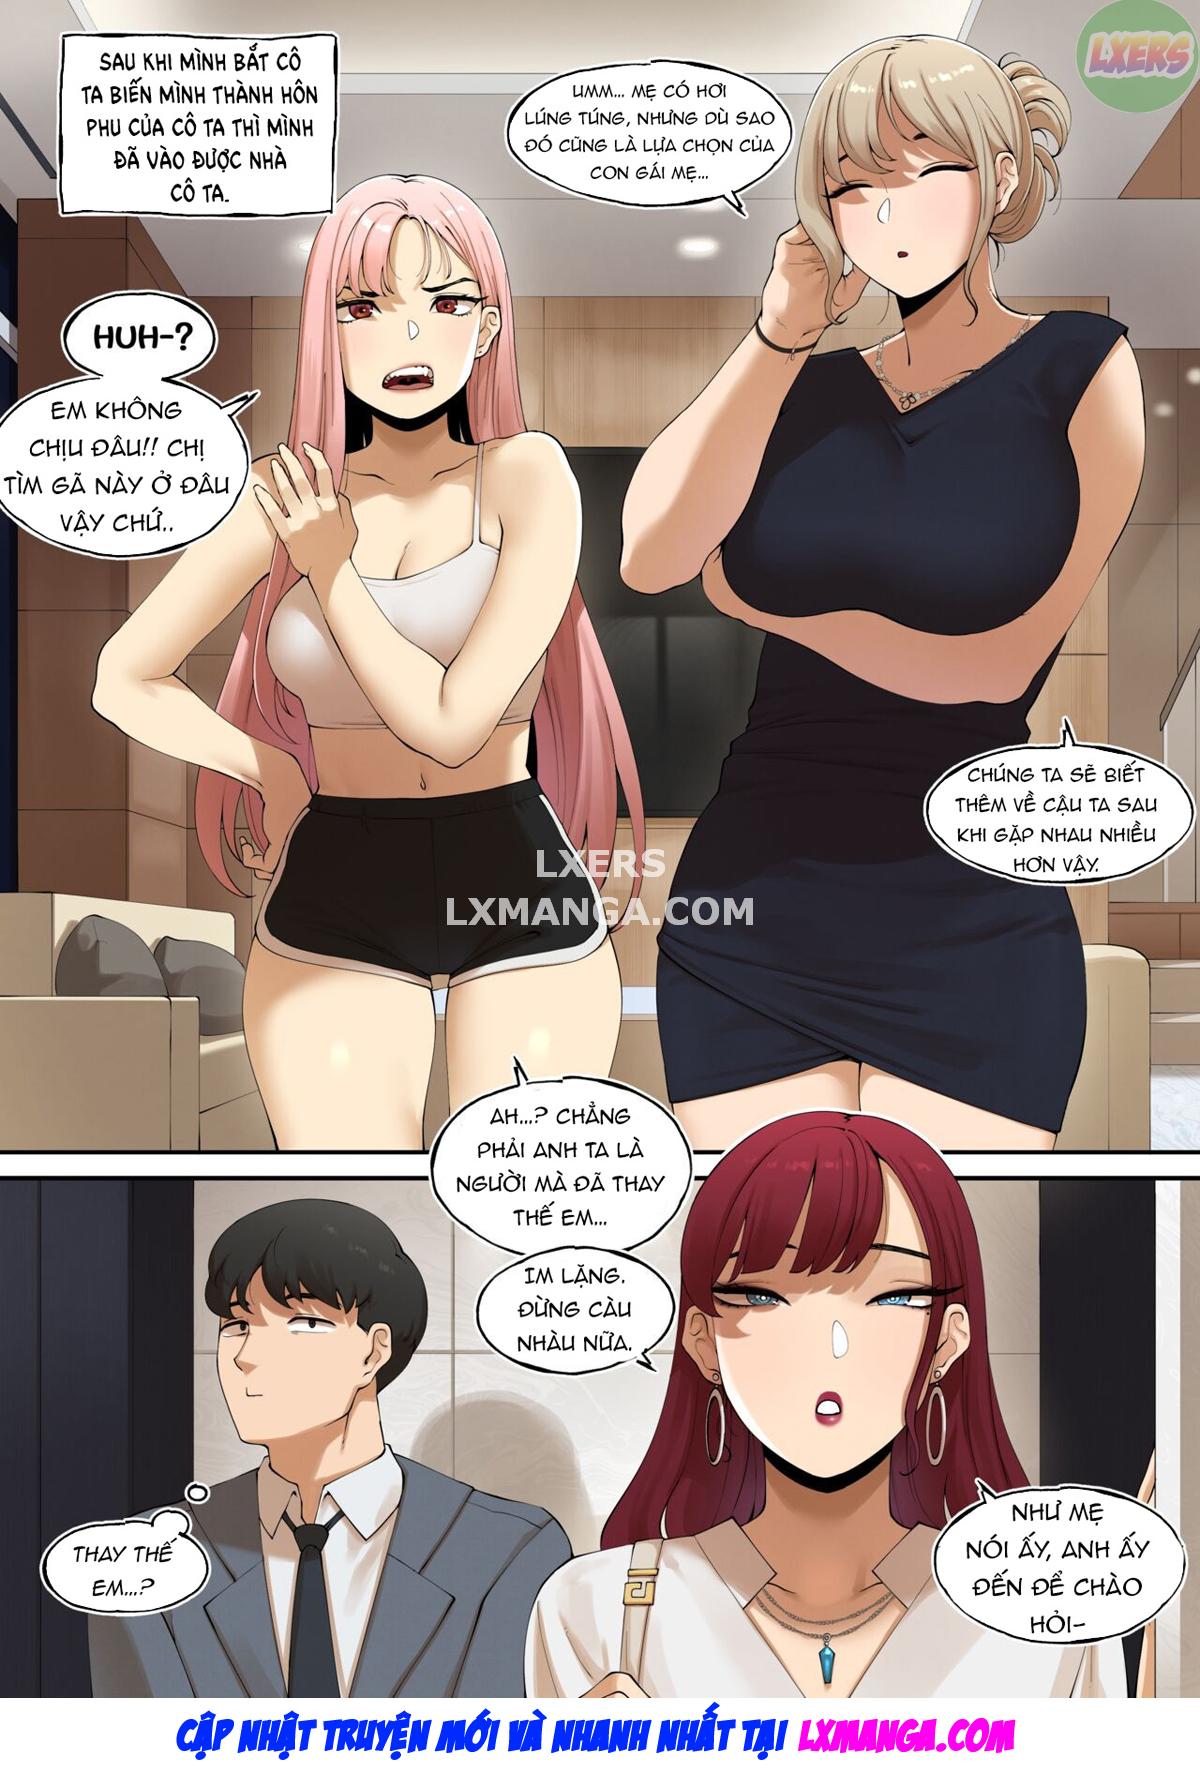 LXERS
SAU KHI MÌNH BẮT CÔ
TA BIẾN MÌNH THÀNH HÔN
PHU CỦA CÔ TA THÌ MÌNH
ĐÃ VÀO ĐƯỢC NHÀ
CÔ TA.
UMM... MẸ CÓ HƠI
LÚNG TÚNG, NHƯNG DÙ SAO
ĐÓ CŨNG LÀ LỰA CHỌN CỦA
CON GÁI MẸ...
HUH-?
EM KHÔNG
CHỊU ĐÂU!! CHỊ
TÌM GÃ NÀY Ở ĐÂU
VẬY CHỨ..
CHÚNG TA SẼ BIẾT
THÊM VỀ CẬU TA SAU
KHI GẶP NHAU NHIỀU
HƠN VẬY.
LXERS
LXMANGA.COM
AH...? CHẲNG
PHẢI ANH TA LÀ
NGƯỜI MÀ ĐÃ THAY
THẾ EM...
IM LẶNG.
ĐỪNG CÀU
NHÀU NỮA.
THAY THẾ
EM...?
NHƯ MẸ
NÓI ẤY, ANH ẤY
ĐẾN ĐỂ CHÀO
HỎI-
CẬP NHẬT TRUYỆN MỚI VÀ NHANH NHẤT TẠI LXMANGA.COM